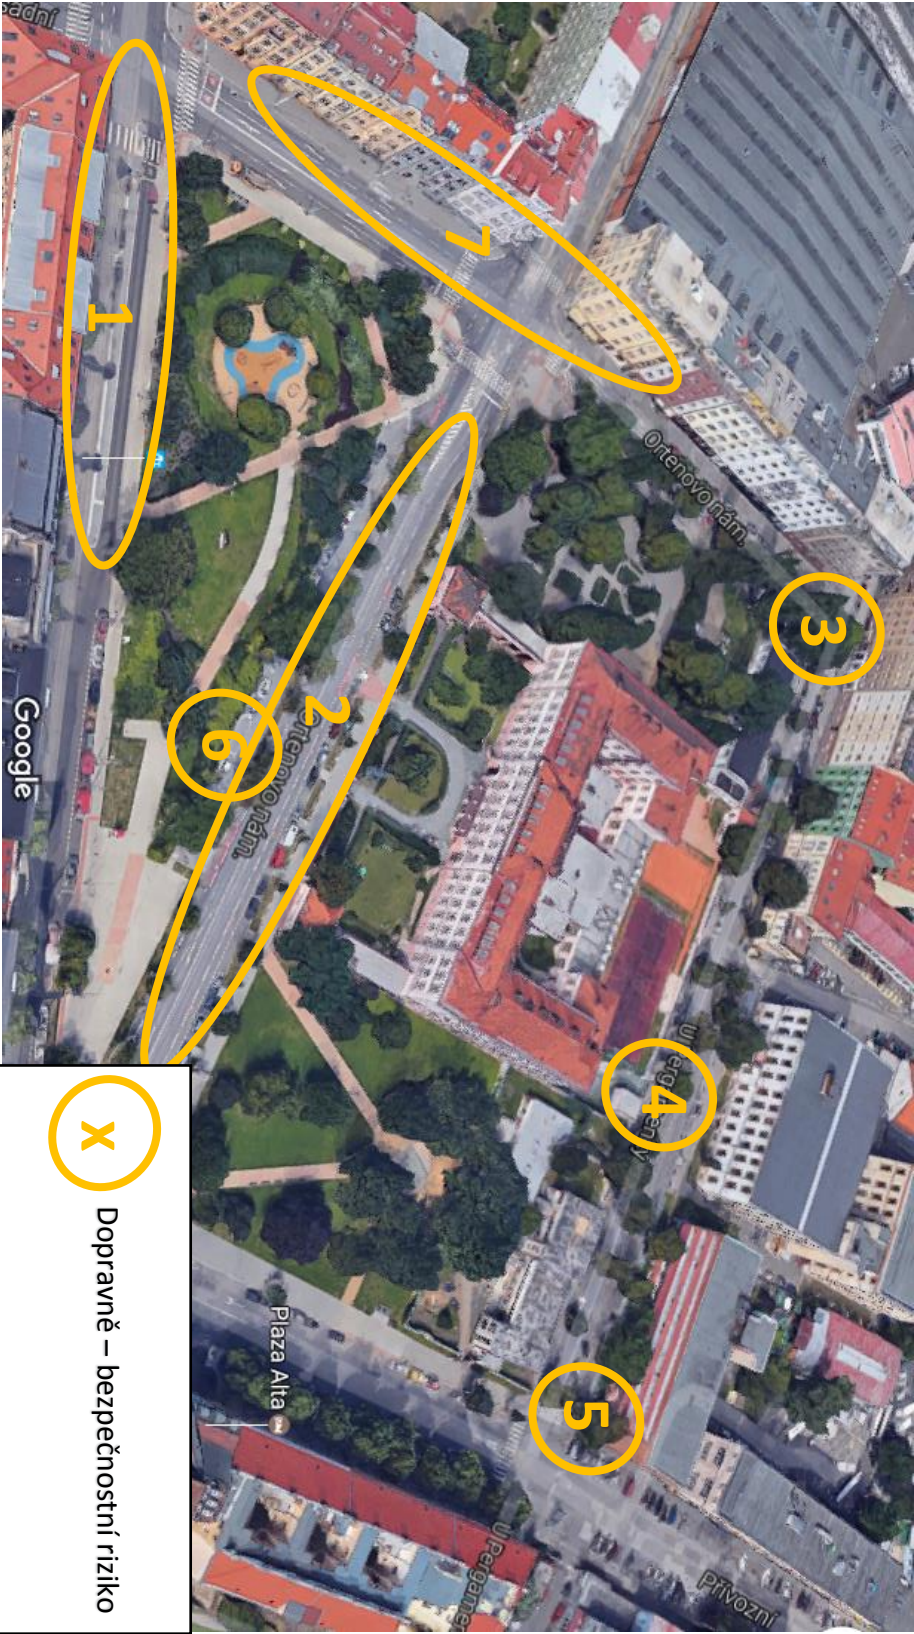 Ortenovo nám.
Ortenovo nám.
U Pergamenky
Přívozní
Plaza Alta
Google
1
2
3
4
5
6
7
X
Dopravně – bezpečnostní riziko